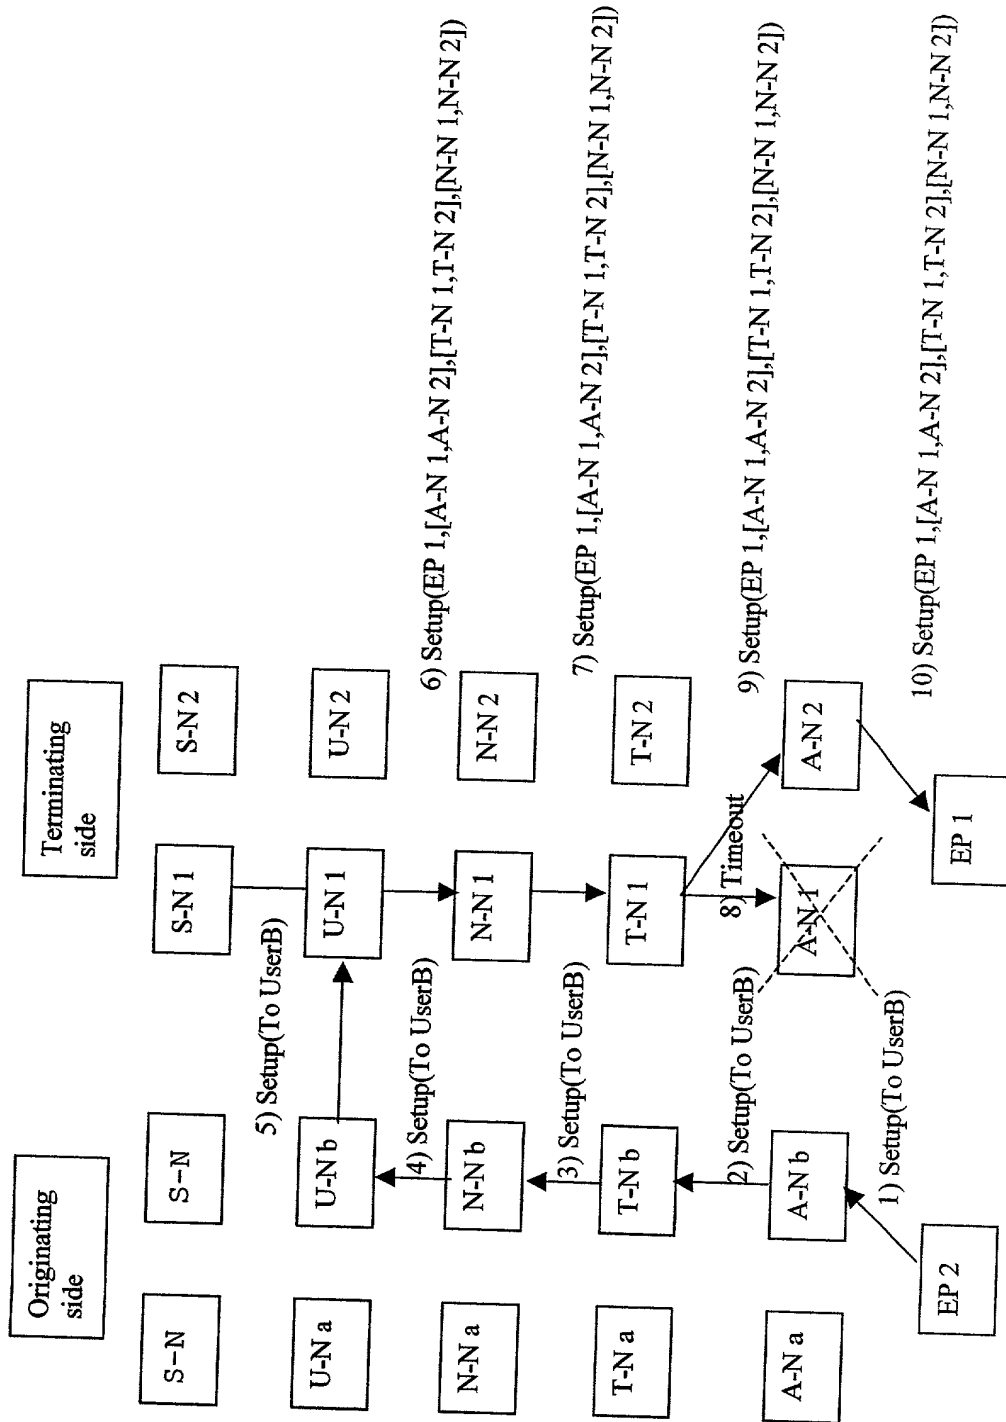 Originating
side
Terminating
side
S-N
S-N
S-N 1
S-N 2
5) Setup(To UserB)
U-N a
U-N b
U-N 1
U-N 2
4) Setup(To UserB)
6) Setup(EP 1,[A-N 1,A-N 2],[T-N 1,T-N 2],[N-N 1,N-N 2])
N-N a
N-N b
N-N 1
N-N 2
3) Setup(To UserB)
7) Setup(EP 1,[A-N 1,A-N 2],[T-N 1,T-N 2],[N-N 1,N-N 2])
T-N a
T-N b
T-N 1
T-N 2
2) Setup(To UserB)
8) Timeout
9) Setup(EP 1,[A-N 1,A-N 2],[T-N 1,T-N 2],[N-N 1,N-N 2])
A-N a
A-N b
A-N 1
A-N 2
1) Setup(To UserB)
10) Setup(EP 1,[A-N 1,A-N 2],[T-N 1,T-N 2],[N-N 1,N-N 2])
EP 2
EP 1